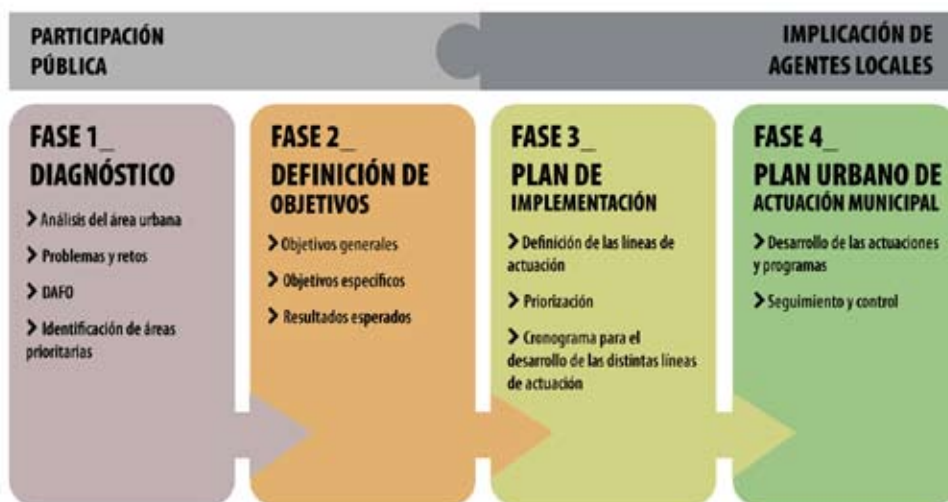 PARTICIPACIÓN
PÚBLICA
IMPLICACIÓN DE
AGENTES LOCALES
FASE 1_
DIAGNÓSTICO
> Análisis del área urbana
> Problemas y retos
> DAFO
> Identificación de áreas
prioritarias
FASE 2_
DEFINICIÓN DE
OBJETIVOS
> Objetivos generales
> Objetivos específicos
> Resultados esperados
FASE 3_
PLAN DE
IMPLEMENTACIÓN
> Definición de las líneas de
actuación
> Priorización
> Cronograma para el
desarrollo de las distintas líneas
de actuación
FASE 4_
PLAN URBANO DE
ACTUACIÓN MUNICIPAL
> Desarrollo de las actuaciones
y programas
> Seguimiento y control